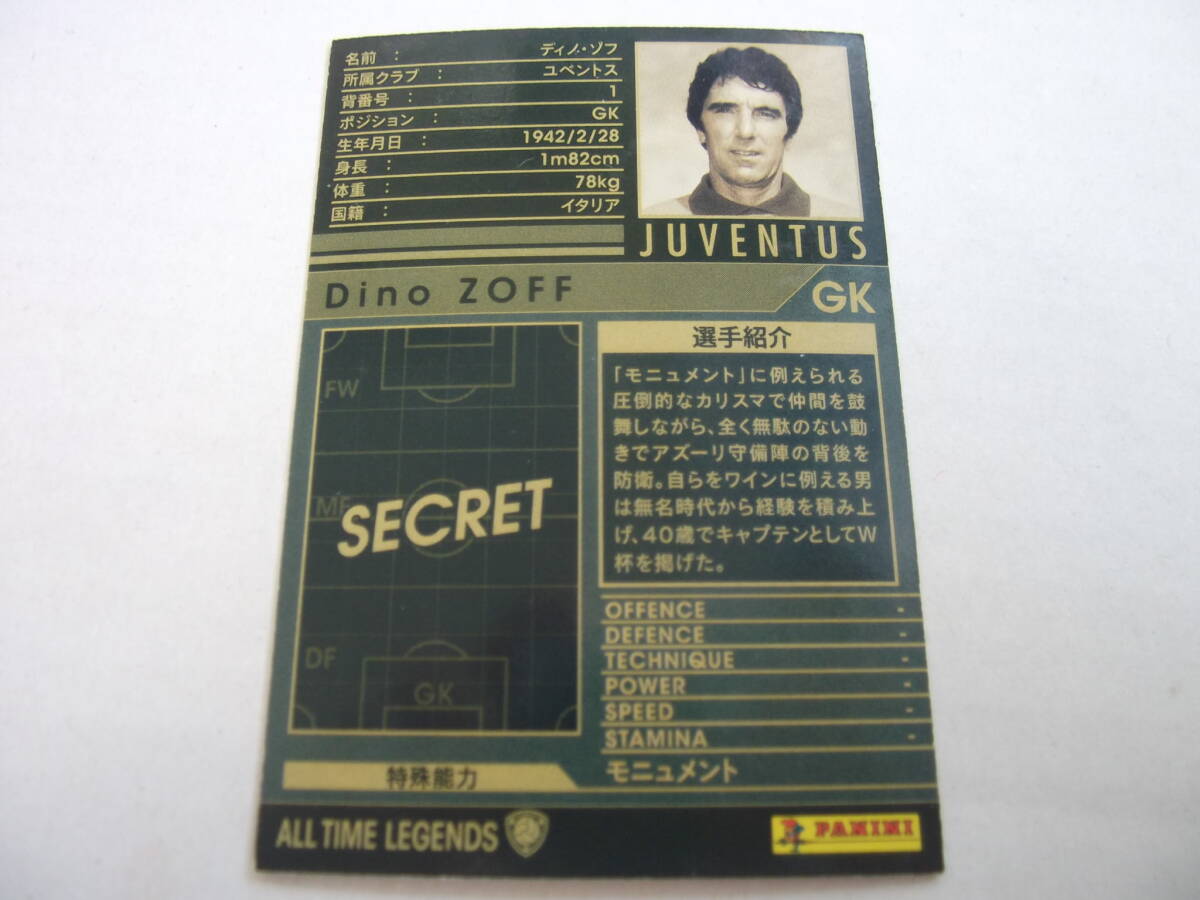 名前 : ディノ・ゾフ
所属クラブ : ユベントス
背番号 : 1
ポジション : GK
生年月日 : 1942/2/28
身長 : 1m82cm
体重 : 78kg
国籍 : イタリア
JUVENTUS
Dino ZOFF GK
選手紹介
「モニュメント」に例えられる
圧倒的なカリスマで仲間を鼓
舞しながら、全く無駄のない動
きでアズーリ守備陣の背後を
防衛。自らをワインに例える男
は無名時代から経験を積み上
げ、40歳でキャプテンとしてW
杯を掲げた。
FW
MF
SECRET
DF
GK
OFFENCE -
DEFENCE -
TECHNIQUE -
POWER -
SPEED -
STAMINA -
特殊能力 モニュメント
ALL TIME LEGENDS
PANINI